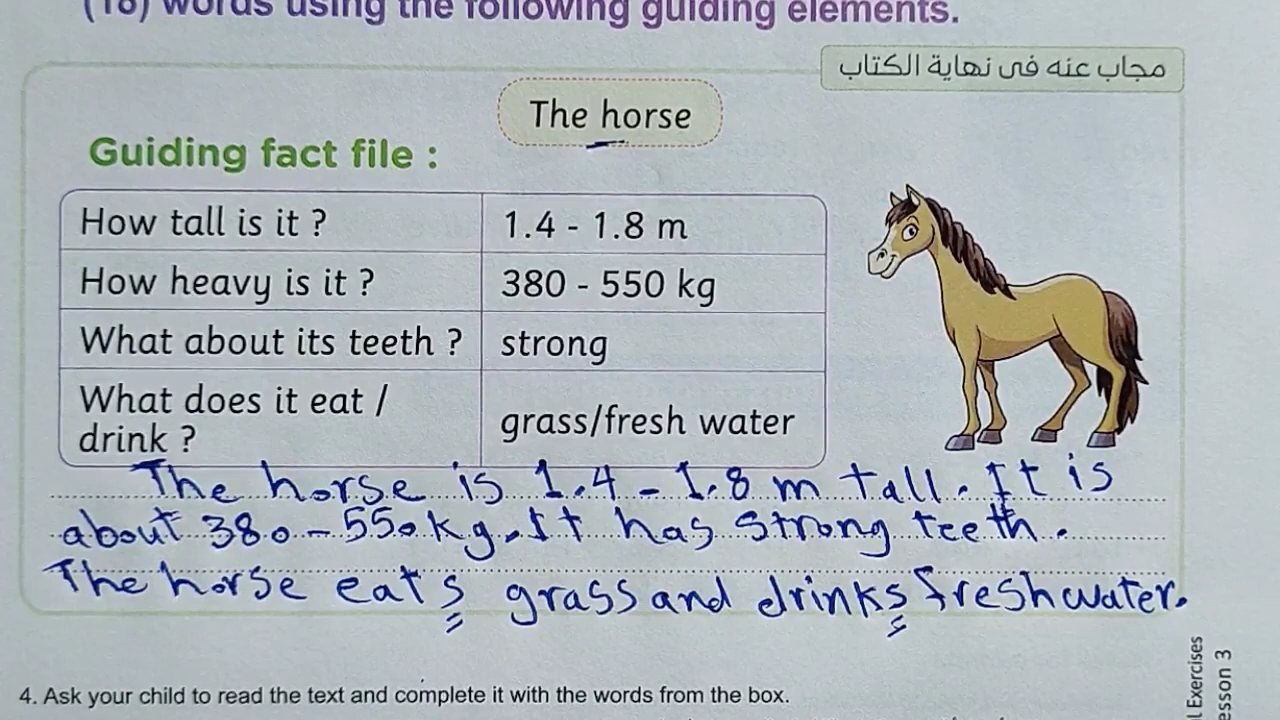 (18) words using the following guiding elements.
مجاب عنه فى نهاية الكتاب
The horse
Guiding fact file :
How tall is it ? 1.4 - 1.8 m
How heavy is it ? 380 - 550 kg
What about its teeth ? strong
What does it eat /
drink ? grass/fresh water
The horse is 1.4 - 1.8 m tall. It is
about 380 - 550 kg. It has strong teeth.
The horse eats grass and drinks fresh water.
4. Ask your child to read the text and complete it with the words from the box.
Exercises
esson 3